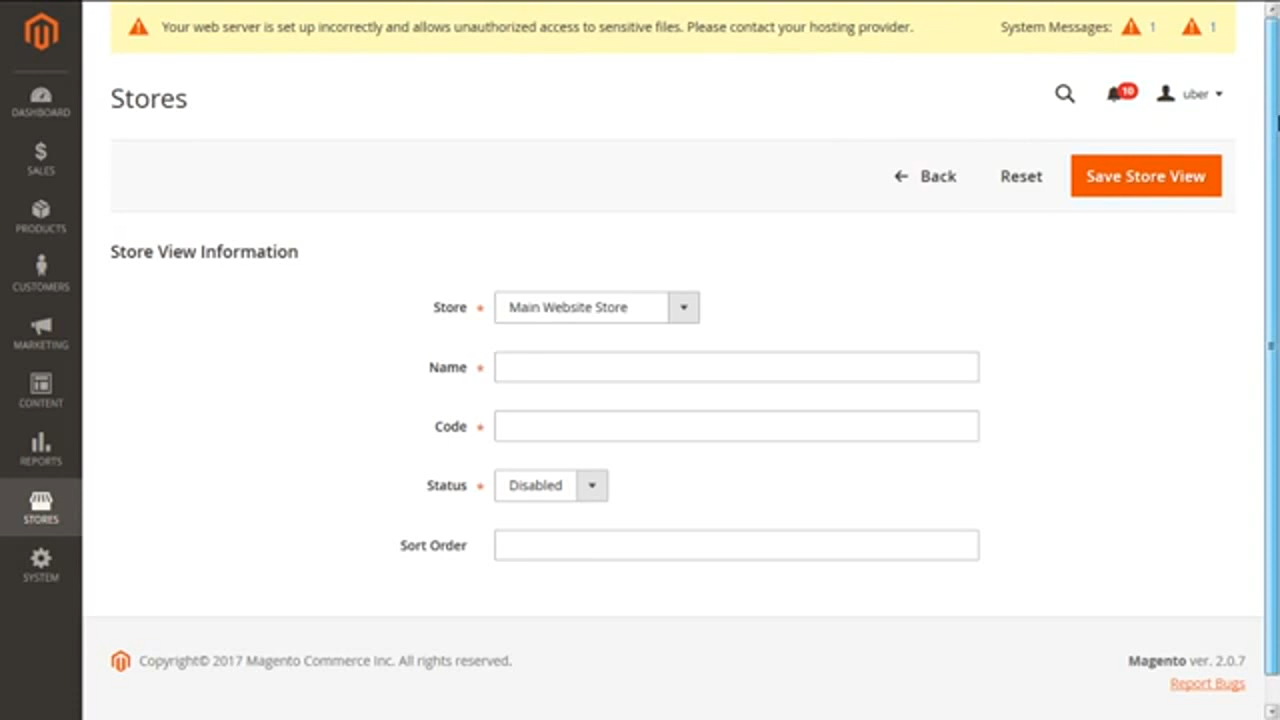 Your web server is set up incorrectly and allows unauthorized access to sensitive files. Please contact your hosting provider. System Messages: 1 1
Stores
10 uber
DASHBOARD
SALES
PRODUCTS
CUSTOMERS
MARKETING
CONTENT
REPORTS
STORES
SYSTEM
Back Reset Save Store View
Store View Information
Store * Main Website Store
Name *
Code *
Status * Disabled
Sort Order
Copyright© 2017 Magento Commerce Inc. All rights reserved.
Magento ver. 2.0.7
Report Bugs